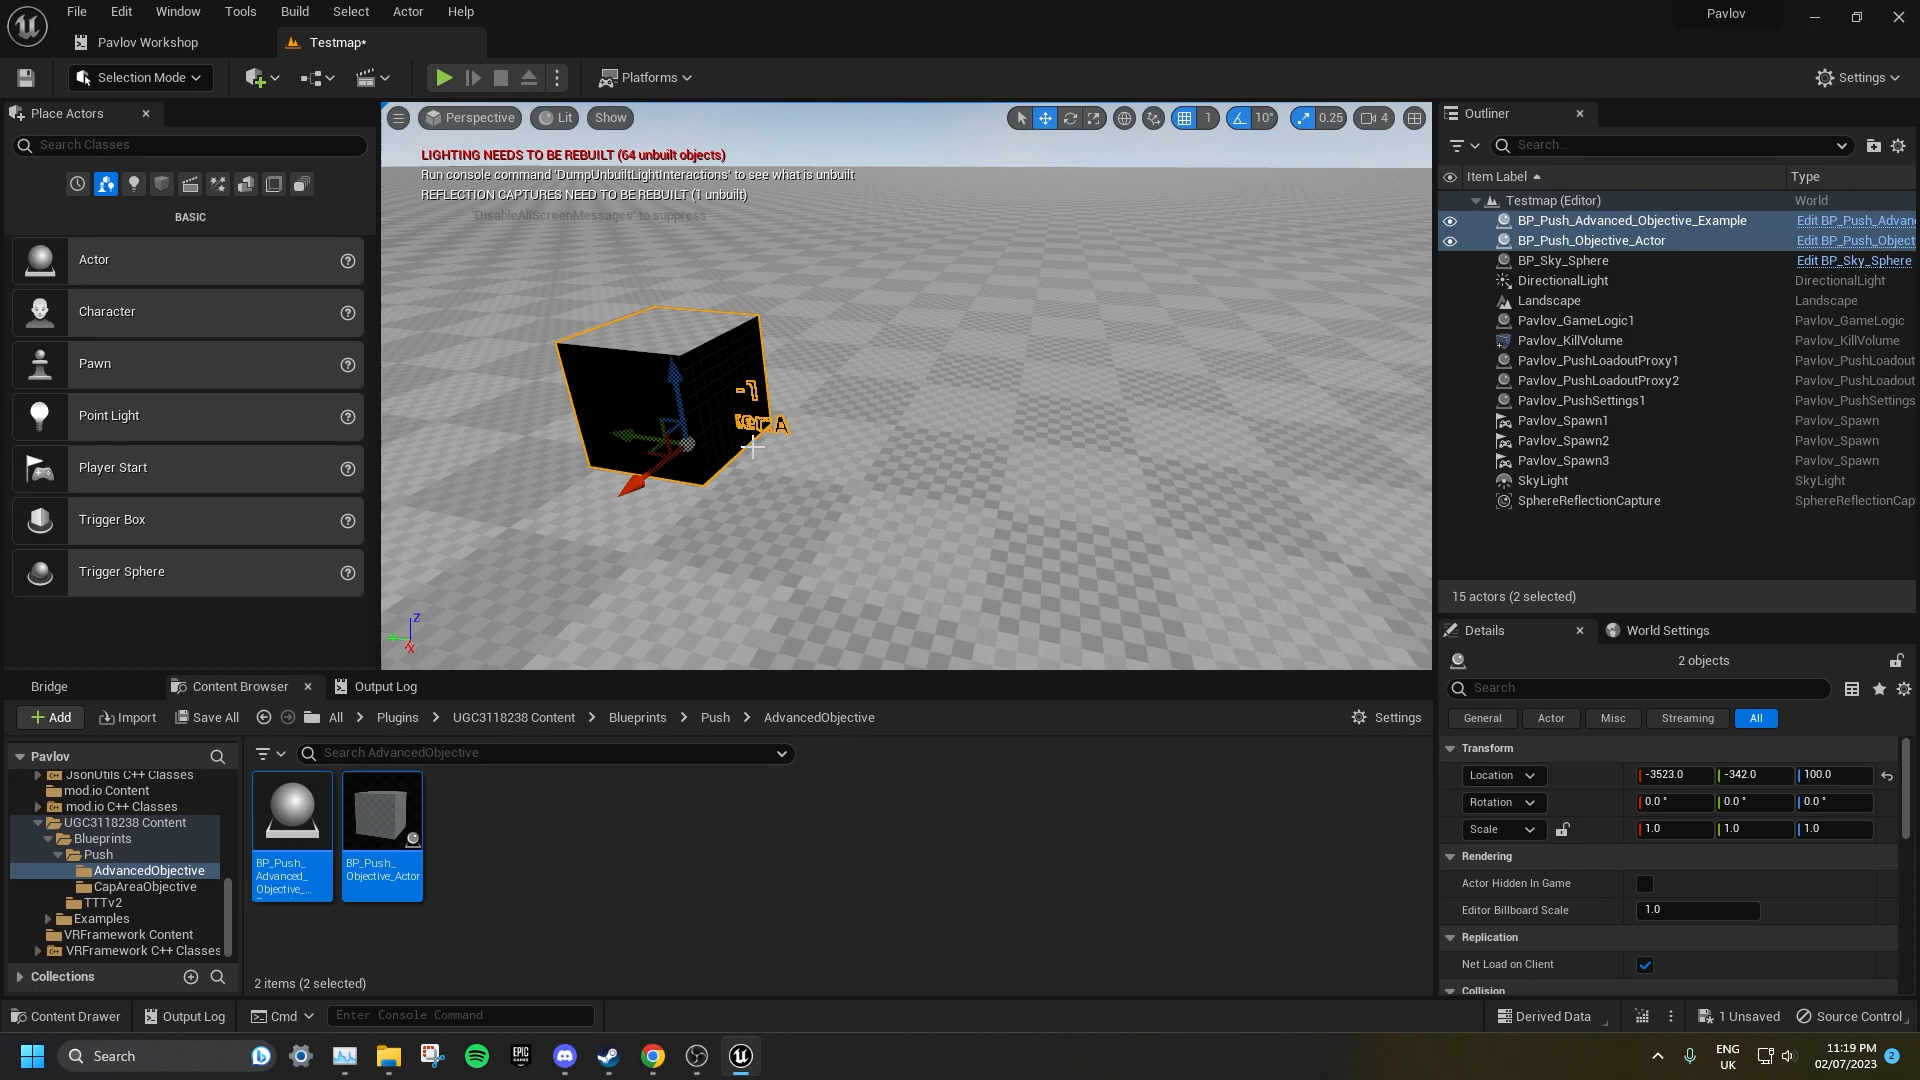 File Edit Window Tools Build Select Actor Help
Pavlov
Pavlov Workshop
Testmap*
Selection Mode
Platforms
Settings
Place Actors
Search Classes
BASIC
Actor
Character
Pawn
Point Light
Player Start
Trigger Box
Trigger Sphere
Perspective
Lit
Show
1
10°
0.25
4
LIGHTING NEEDS TO BE REBUILT (64 unbuilt objects)
Run console command 'DumpUnbuiltLightInteractions' to see what is unbuilt
REFLECTION CAPTURES NEED TO BE REBUILT (1 unbuilt)
DisableAllScreenMessages' to suppress
-1
A
Z
X
Outliner
Search...
Item Label Type
Testmap (Editor) World
BP_Push_Advanced_Objective_Example Edit BP_Push_Advan
BP_Push_Objective_Actor Edit BP_Push_Object
BP_Sky_Sphere Edit BP_Sky_Sphere
DirectionalLight DirectionalLight
Landscape Landscape
Pavlov_GameLogic1 Pavlov_GameLogic
Pavlov_KillVolume Pavlov_KillVolume
Pavlov_PushLoadoutProxy1 Pavlov_PushLoadout
Pavlov_PushLoadoutProxy2 Pavlov_PushLoadout
Pavlov_PushSettings1 Pavlov_PushSettings
Pavlov_Spawn1 Pavlov_Spawn
Pavlov_Spawn2 Pavlov_Spawn
Pavlov_Spawn3 Pavlov_Spawn
SkyLight SkyLight
SphereReflectionCapture SphereReflectionCap
15 actors (2 selected)
Details
World Settings
2 objects
Search
General Actor Misc Streaming All
Transform
Location -3523.0 -342.0 100.0
Rotation 0.0 ° 0.0 ° 0.0 °
Scale 1.0 1.0 1.0
Rendering
Actor Hidden In Game
Editor Billboard Scale 1.0
Replication
Net Load on Client
Collision
Bridge
Content Browser
Output Log
Add
Import
Save All
All > Plugins > UGC3118238 Content > Blueprints > Push > AdvancedObjective
Settings
Pavlov
JsonUtils C++ Classes
mod.io Content
mod.io C++ Classes
UGC3118238 Content
Blueprints
Push
AdvancedObjective
CapAreaObjective
TTTv2
Examples
VRFramework Content
VRFramework C++ Classes
Collections
Search AdvancedObjective
BP_Push_
Advanced_
Objective_...
BP_Push_
Objective_Actor
2 items (2 selected)
Content Drawer
Output Log
Cmd
Enter Console Command
Derived Data
1 Unsaved
Source Control
Search
ENG
UK
11:19 PM
02/07/2023
2